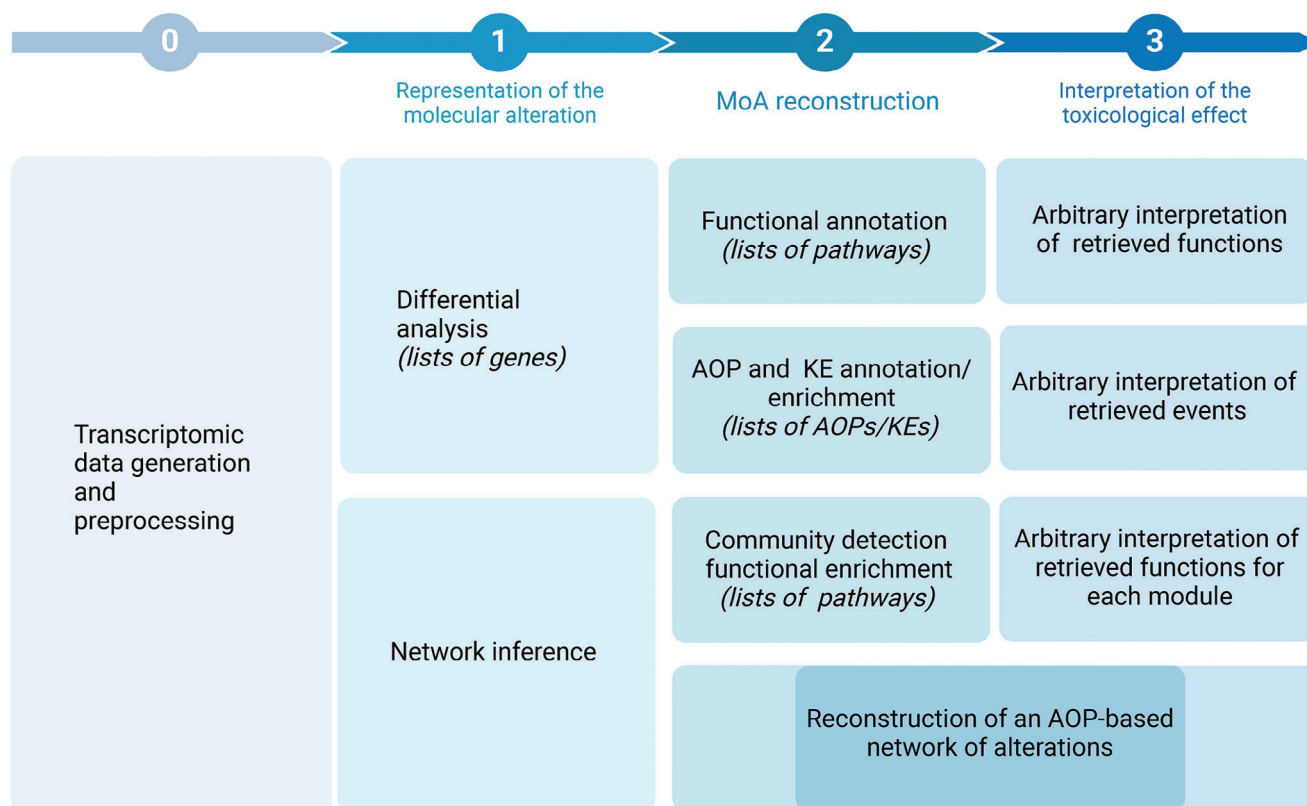 0
1
2
3
Representation of the
molecular alteration
MoA reconstruction
Interpretation of the
toxicological effect
Transcriptomic
data generation
and
preprocessing
Differential
analysis
(lists of genes)
Network inference
Functional annotation
(lists of pathways)
AOP and KE annotation/
enrichment
(lists of AOPs/KEs)
Community detection
functional enrichment
(lists of pathways)
Arbitrary interpretation
of retrieved functions
Arbitrary interpretation of
retrieved events
Arbitrary interpretation of
retrieved functions for
each module
Reconstruction of an AOP-based
network of alterations